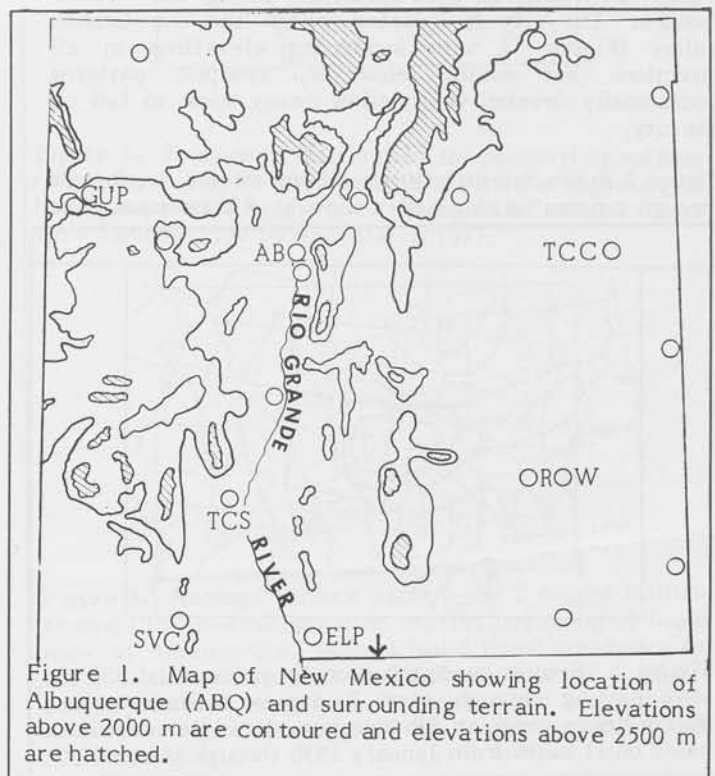 GUP
AB
TCC
RIO GRANDE
ROW
TCS
RIVER
SVC
ELP
Figure 1. Map of New Mexico showing location of
Albuquerque (ABQ) and surrounding terrain. Elevations
above 2000 m are contoured and elevations above 2500 m
are hatched.